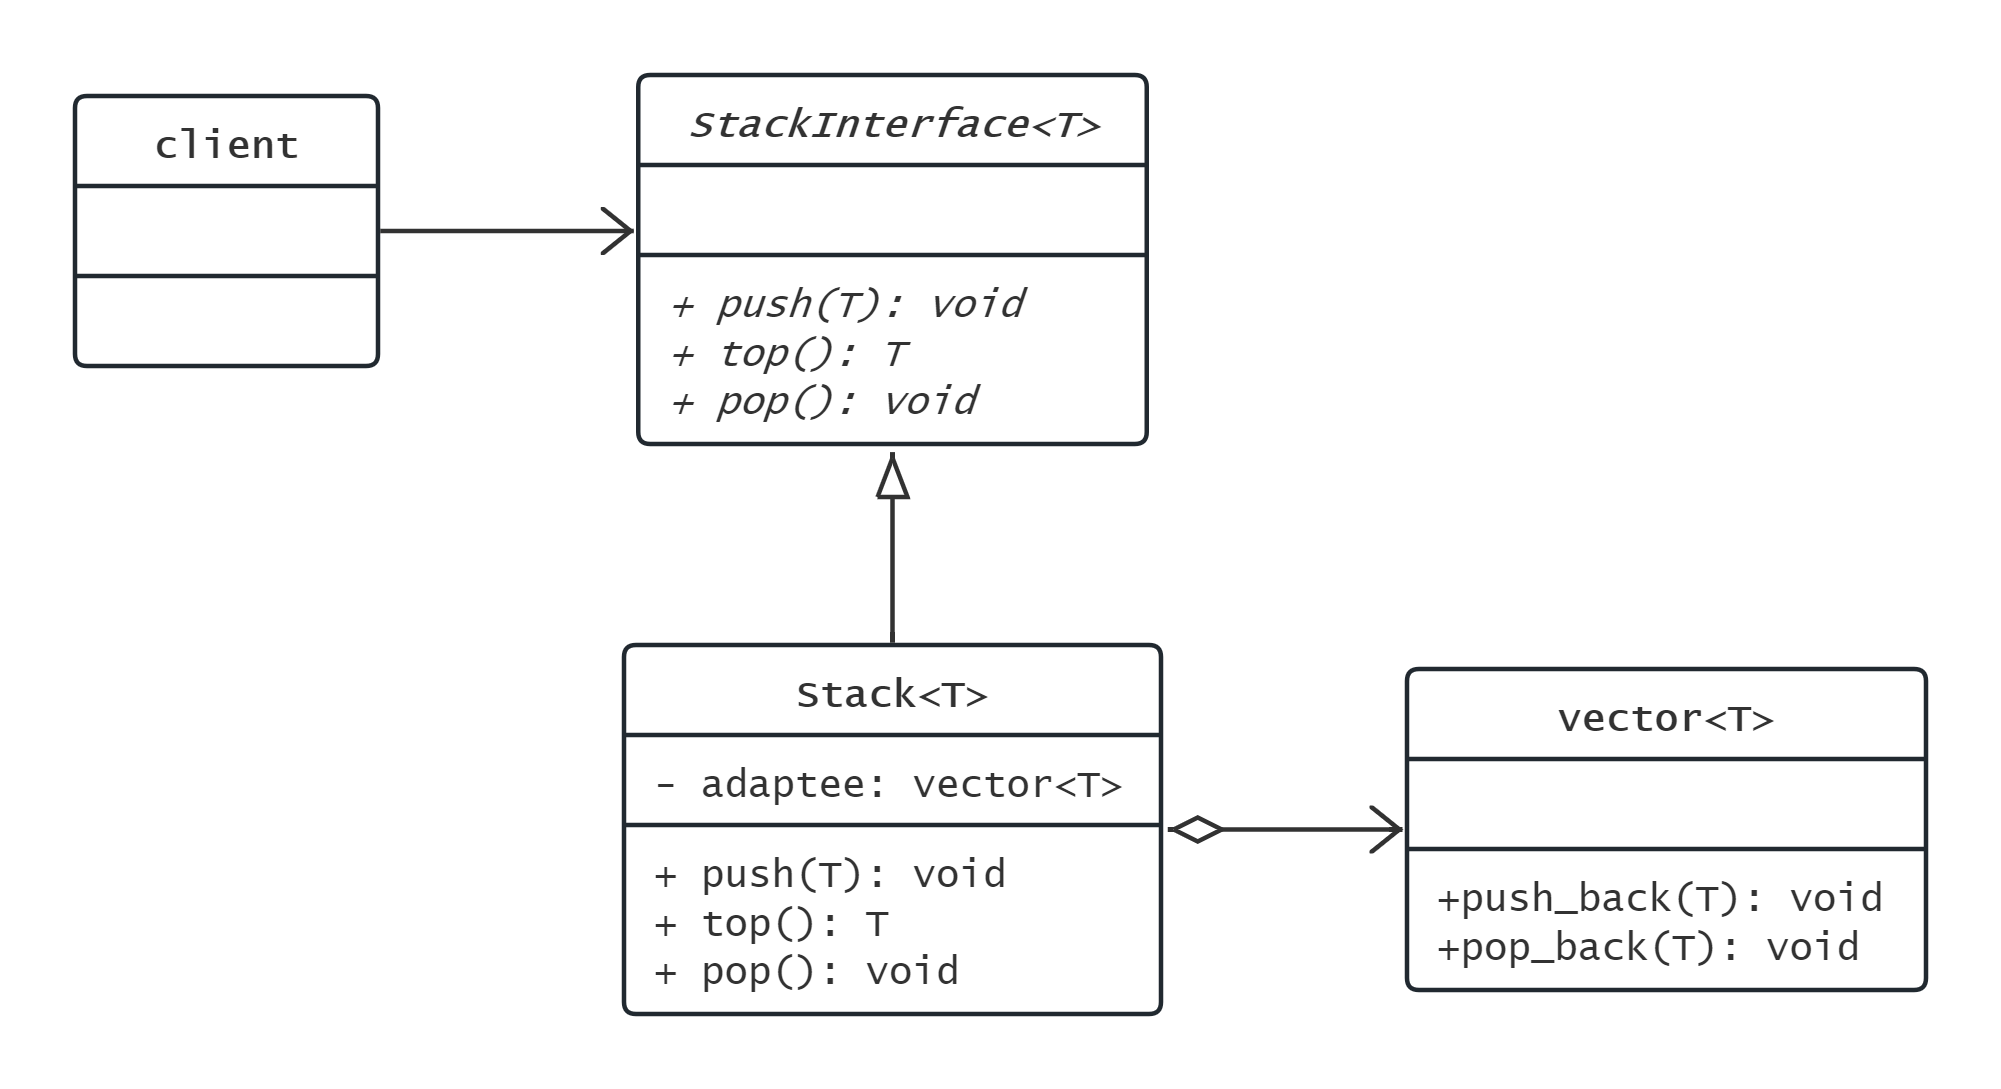 client
StackInterface<T>
+ push(T): void
+ top(): T
+ pop(): void
Stack<T>
- adaptee: vector<T>
+ push(T): void
+ top(): T
+ pop(): void
vector<T>
+push_back(T): void
+pop_back(T): void